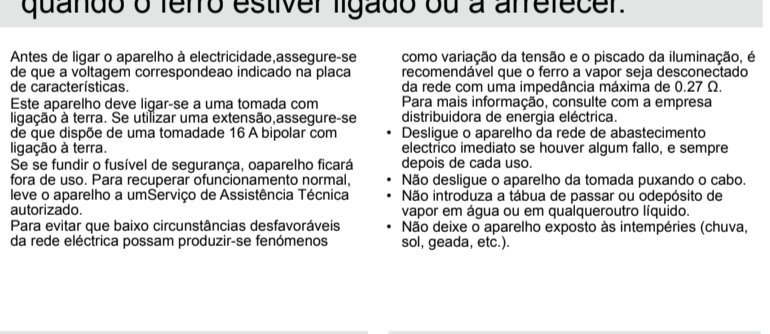 quando o ferro estiver ligado ou a arrefecer.
Antes de ligar o aparelho à electricidade,assegure-se
de que a voltagem correspondeao indicado na placa
de características.
Este aparelho deve ligar-se a uma tomada com
ligação à terra. Se utilizar uma extensão,assegure-se
de que dispõe de uma tomadade 16 A bipolar com
ligação à terra.
Se se fundir o fusível de segurança, oaparelho ficará
fora de uso. Para recuperar ofuncionamento normal,
leve o aparelho a umServiço de Assistência Técnica
autorizado.
Para evitar que baixo circunstâncias desfavoráveis
da rede eléctrica possam produzir-se fenómenos
como variação da tensão e o piscado da iluminação, é
recomendável que o ferro a vapor seja desconectado
da rede com uma impedância máxima de 0.27 Ω.
Para mais informação, consulte com a empresa
distribuidora de energia eléctrica.
• Desligue o aparelho da rede de abastecimento
electrico imediato se houver algum fallo, e sempre
depois de cada uso.
• Não desligue o aparelho da tomada puxando o cabo.
• Não introduza a tábua de passar ou odepósito de
vapor em água ou em qualqueroutro líquido.
• Não deixe o aparelho exposto às intempéries (chuva,
sol, geada, etc.).